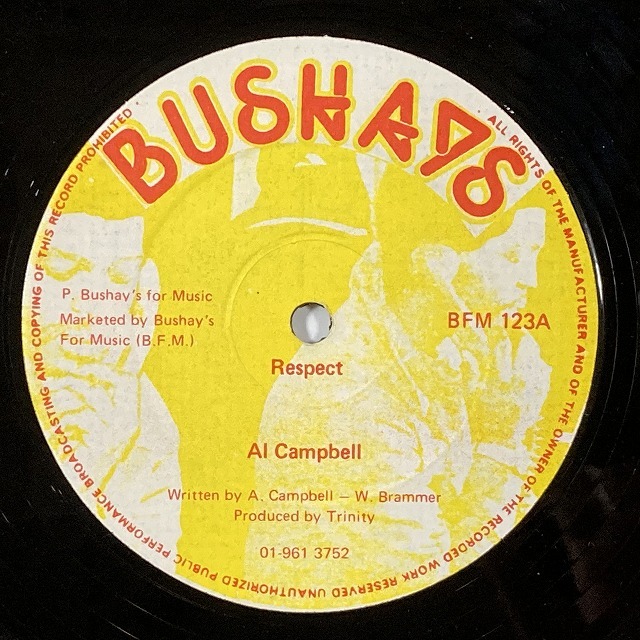 BUSHAYS
ALL RIGHTS OF THE MANUFACTURER AND OF THE OWNER OF THE RECORDED WORK RESERVED UNAUTHORIZED PUBLIC PERFORMANCE BROADCASTING AND COPYING OF THIS RECORD PROHIBITED
P. Bushay's for Music
Marketed by Bushay's
For Music (B.F.M.)
BFM 123A
Respect
Al Campbell
Written by A. Campbell – W. Brammer
Produced by Trinity
01-961 3752